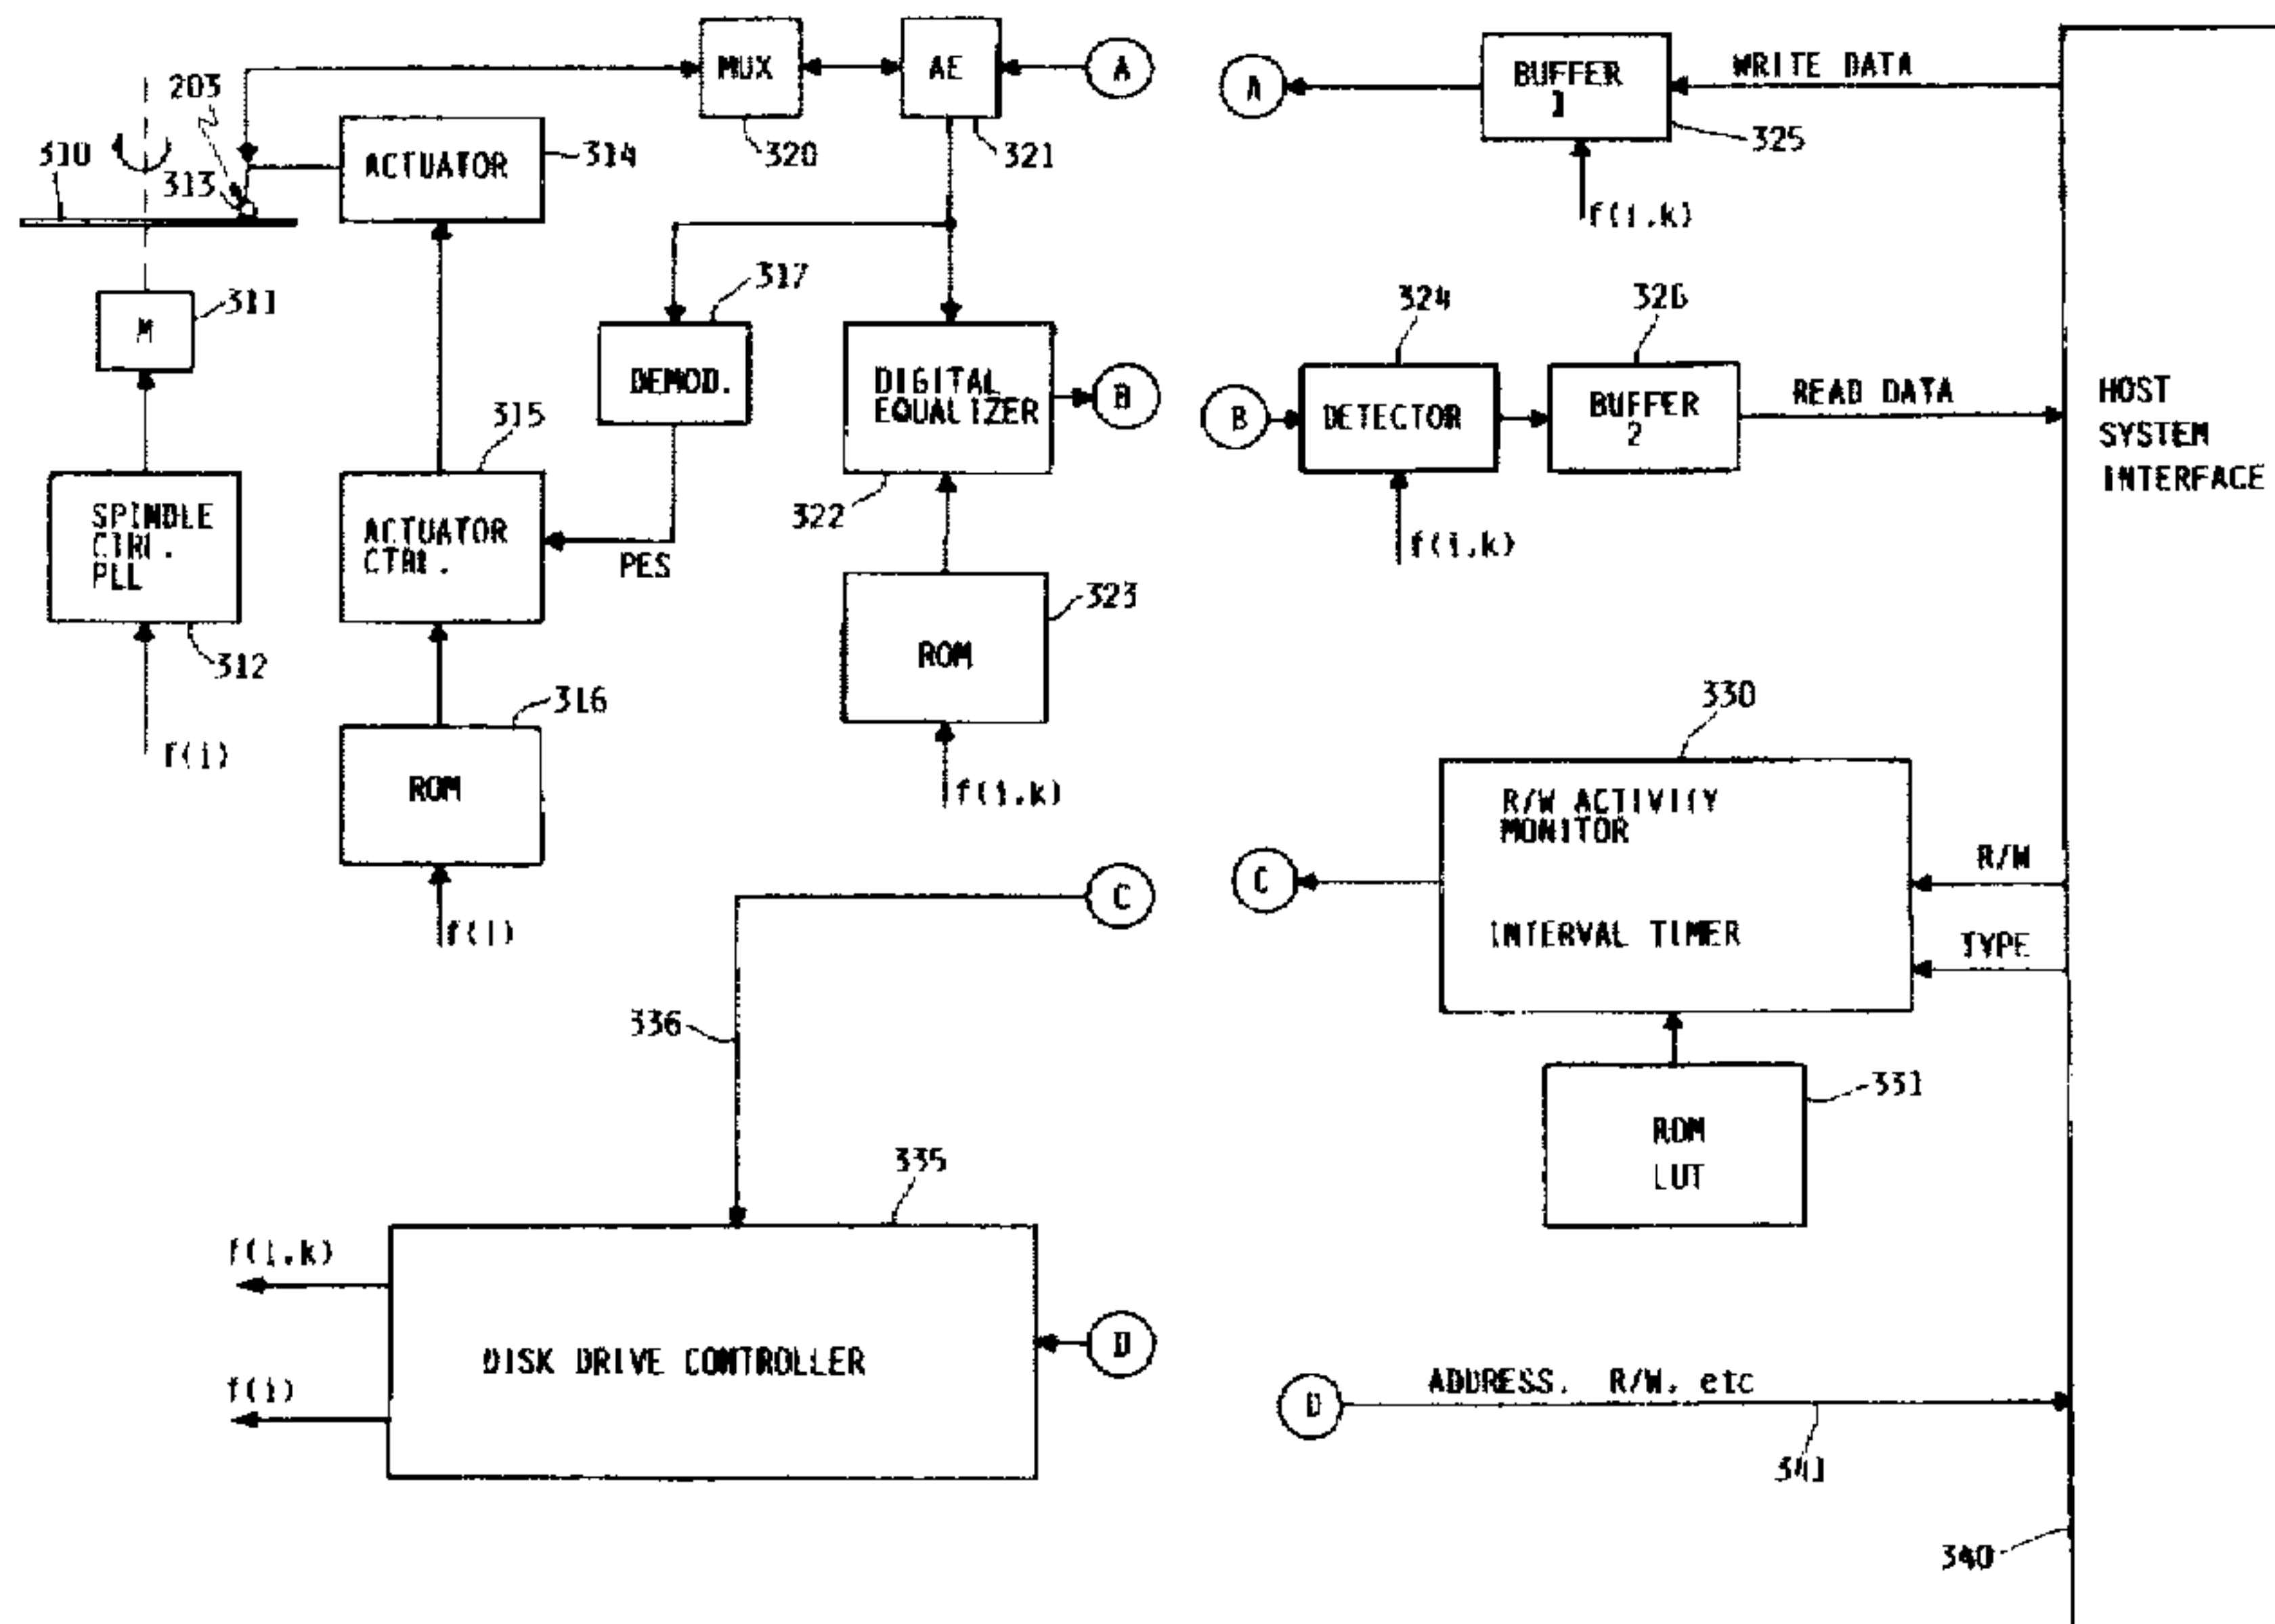 MUX
AE
A
203
310
313
ACTUATOR
314
320
321
A
BUFFER
1
WRITE DATA
325
f(i,k)
M
311
317
DEMOD.
DIGITAL
EQUALIZER
B
324
326
B
DETECTOR
BUFFER
2
READ DATA
HOST
SYSTEM
INTERFACE
f(i,k)
315
SPINDLE
CTRL.
PLL
312
f(i)
ACTUATOR
CTRL.
PES
322
323
ROM
f(i,k)
316
ROM
f(i)
330
R/W ACTIVITY
MONITOR
INTERVAL TIMER
C
C
R/W
TYPE
336
331
ROM
LUT
335
f(i,k)
f(i)
DISK DRIVE CONTROLLER
D
D
ADDRESS. R/W. etc
341
340